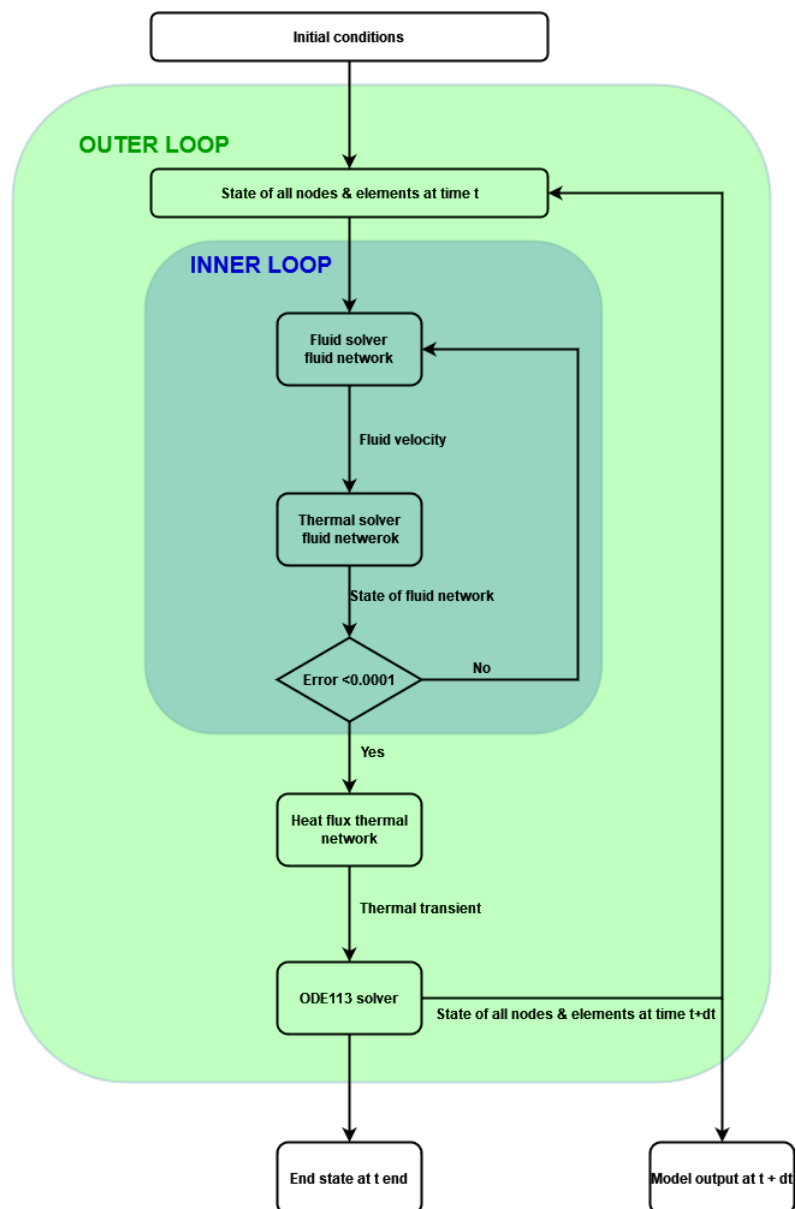 Initial conditions
OUTER LOOP
State of all nodes & elements at time t
INNER LOOP
Fluid solver
fluid network
Fluid velocity
Thermal solver
fluid netwerok
State of fluid network
Error <0.0001
No
Yes
Heat flux thermal
network
Thermal transient
ODE113 solver
State of all nodes & elements at time t+dt
End state at t end
Model output at t + dt